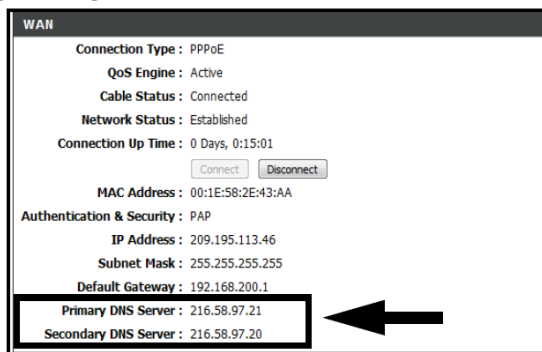 WAN
Connection Type : PPPoE
QoS Engine : Active
Cable Status : Connected
Network Status : Established
Connection Up Time : 0 Days, 0:15:01
Connect Disconnect
MAC Address : 00:1E:58:2E:43:AA
Authentication & Security : PAP
IP Address : 209.195.113.46
Subnet Mask : 255.255.255.255
Default Gateway : 192.168.200.1
Primary DNS Server : 216.58.97.21
Secondary DNS Server : 216.58.97.20